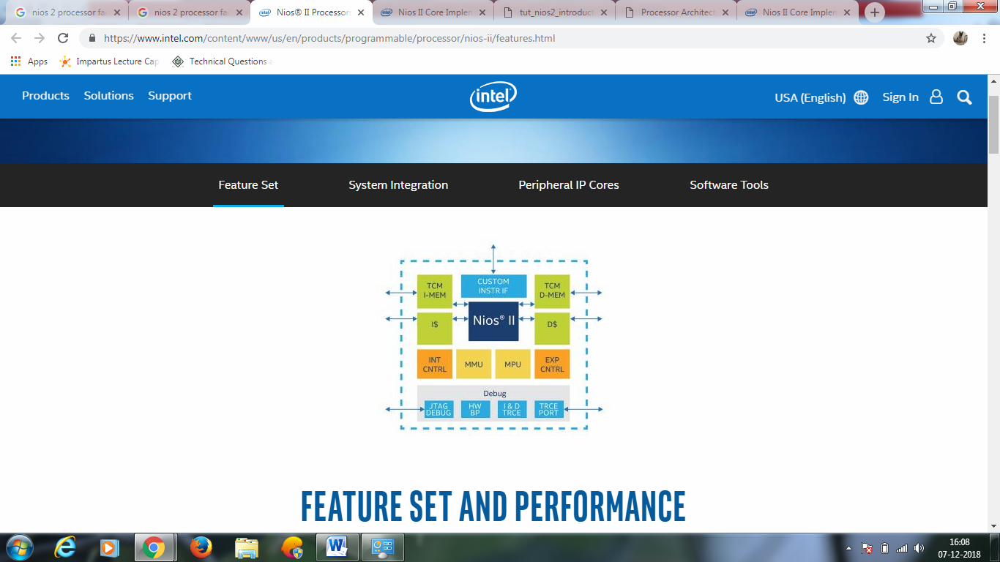 nios 2 processor fa
nios 2 processor fa
Nios® II Processors
Nios II Core Implem
tut_nios2_introduct
Processor Architect
Nios II Core Implem
https://www.intel.com/content/www/us/en/products/programmable/processor/nios-ii/features.html
Apps
Impartus Lecture Cap
Technical Questions a
Products Solutions Support
intel
USA (English) Sign In
Feature Set System Integration Peripheral IP Cores Software Tools
TCM
I-MEM
CUSTOM
INSTR IF
TCM
D-MEM
I$
Nios® II
D$
INT
CNTRL
MMU
MPU
EXP
CNTRL
Debug
JTAG
DEBUG
HW
BP
I & D
TRCE
TRCE
PORT
FEATURE SET AND PERFORMANCE
16:08
07-12-2018